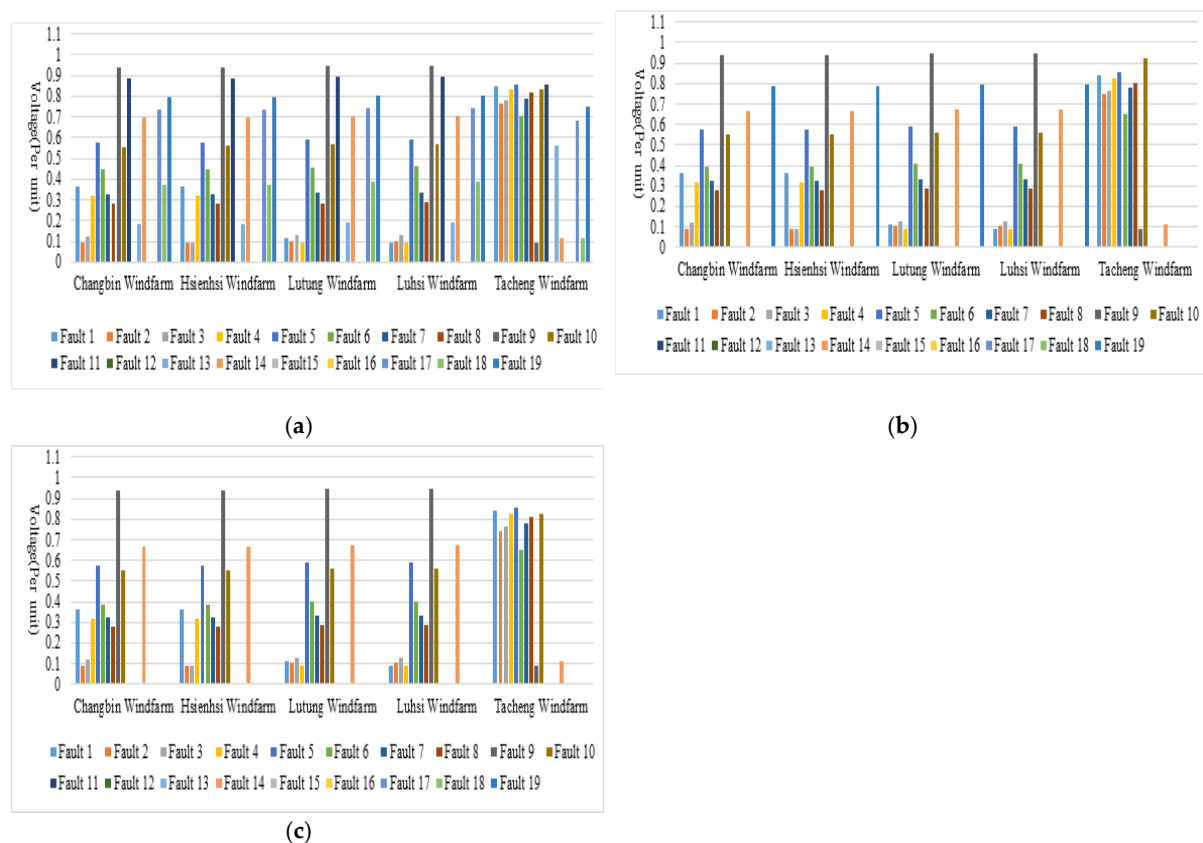 1.1
1
0.9
0.8
0.7
0.6
0.5
0.4
0.3
0.2
0.1
0
Voltage(Per unit)
Changbin Windfarm Hsienhsi Windfarm Lutung Windfarm Luhsi Windfarm Tacheng Windfarm
Fault 1 Fault 2 Fault 3 Fault 4 Fault 5 Fault 6 Fault 7 Fault 8 Fault 9 Fault 10
Fault 11 Fault 12 Fault 13 Fault 14 Fault15 Fault 16 Fault 17 Fault 18 Fault 19
(a)
1.1
1
0.9
0.8
0.7
0.6
0.5
0.4
0.3
0.2
0.1
0
Voltage(Per unit)
Changbin Windfarm Hsienhsi Windfarm Lutung Windfarm Luhsi Windfarm Tacheng Windfarm
Fault 1 Fault 2 Fault 3 Fault 4 Fault 5 Fault 6 Fault 7 Fault 8 Fault 9 Fault 10
Fault 11 Fault 12 Fault 13 Fault 14 Fault 15 Fault 16 Fault 17 Fault 18 Fault 19
(b)
1.1
1
0.9
0.8
0.7
0.6
0.5
0.4
0.3
0.2
0.1
0
Voltage(Per unit)
Changbin Windfarm Hsienhsi Windfarm Lutung Windfarm Luhsi Windfarm Tacheng Windfarm
Fault 1 Fault 2 Fault 3 Fault 4 Fault 5 Fault 6 Fault 7 Fault 8 Fault 9 Fault 10
Fault 11 Fault 12 Fault 13 Fault 14 Fault 15 Fault 16 Fault 17 Fault 18 Fault 19
(c)